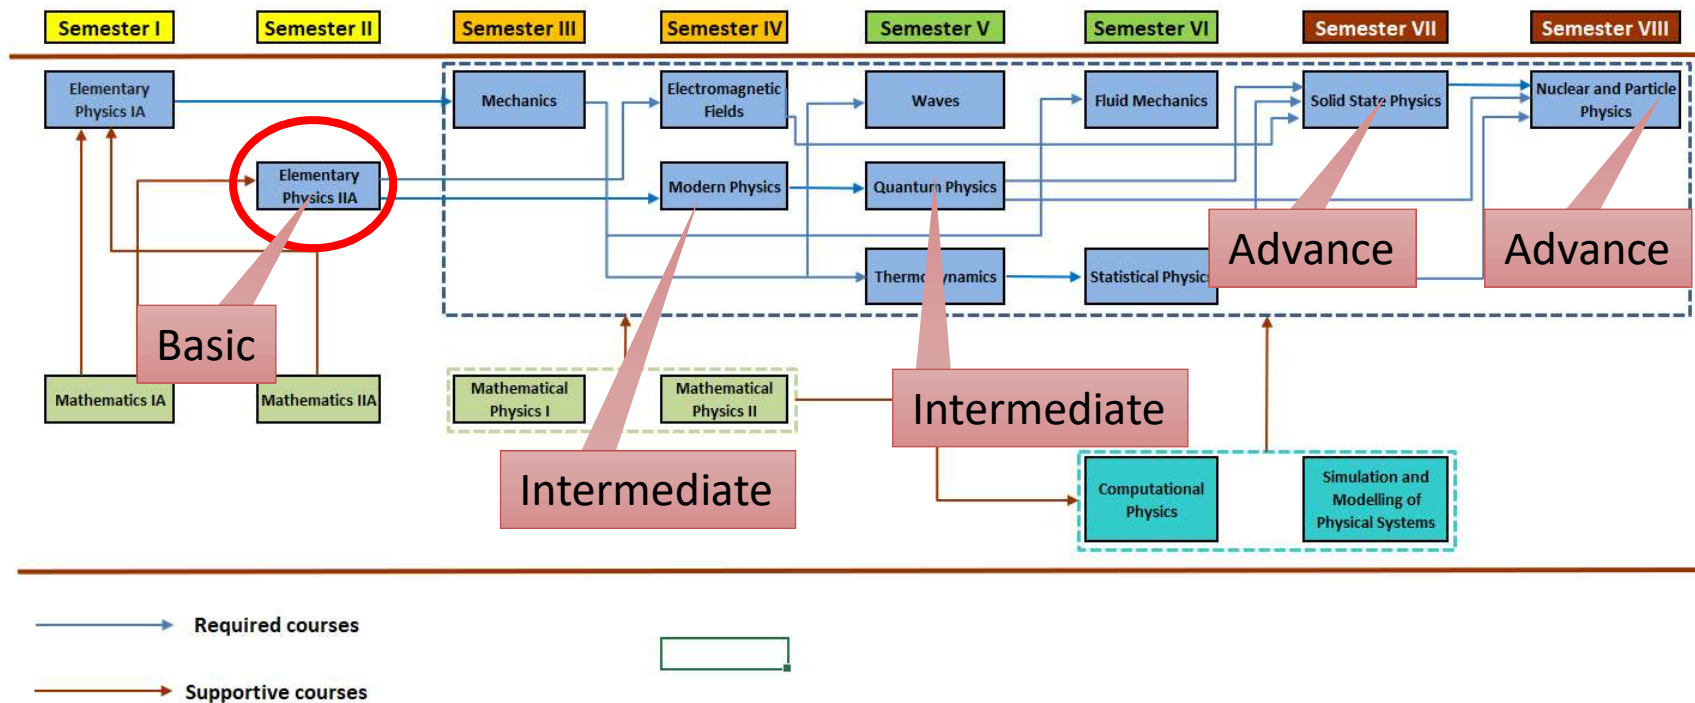 Semester I
Semester II
Semester III
Semester IV
Semester V
Semester VI
Semester VII
Semester VIII
Elementary
Physics IA
Mechanics
Electromagnetic
Fields
Waves
Fluid Mechanics
Solid State Physics
Nuclear and Particle
Physics
Elementary
Physics IIA
Modern Physics
Quantum Physics
Advance
Advance
Thermodynamics
Statistical Physics
Basic
Mathematics IA
Mathematics IIA
Mathematical
Physics I
Mathematical
Physics II
Intermediate
Intermediate
Computational
Physics
Simulation and
Modelling of
Physical Systems
Required courses
Supportive courses